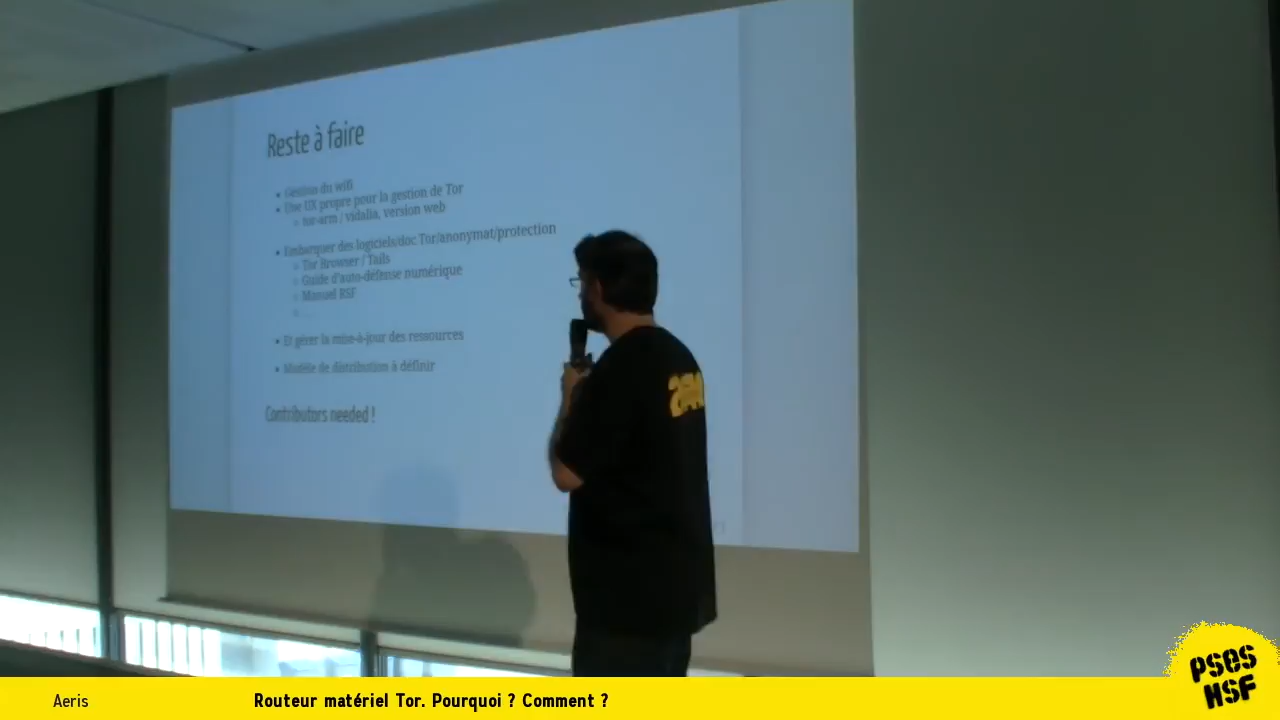 Reste à faire
Gestion du wifi
Une UX propre pour la gestion de Tor
tor-arm / vidalia, version web
Embarquer des logiciels/doc Tor/anonymat/protection
Tor Browser / Tails
Guide d'auto-défense numérique
Manuel RSF
...
Et gérer la mise-à-jour des ressources
Modèle de distribution à définir
Contributors needed !
PSES
HSF
Aeris
Routeur matériel Tor. Pourquoi ? Comment ?